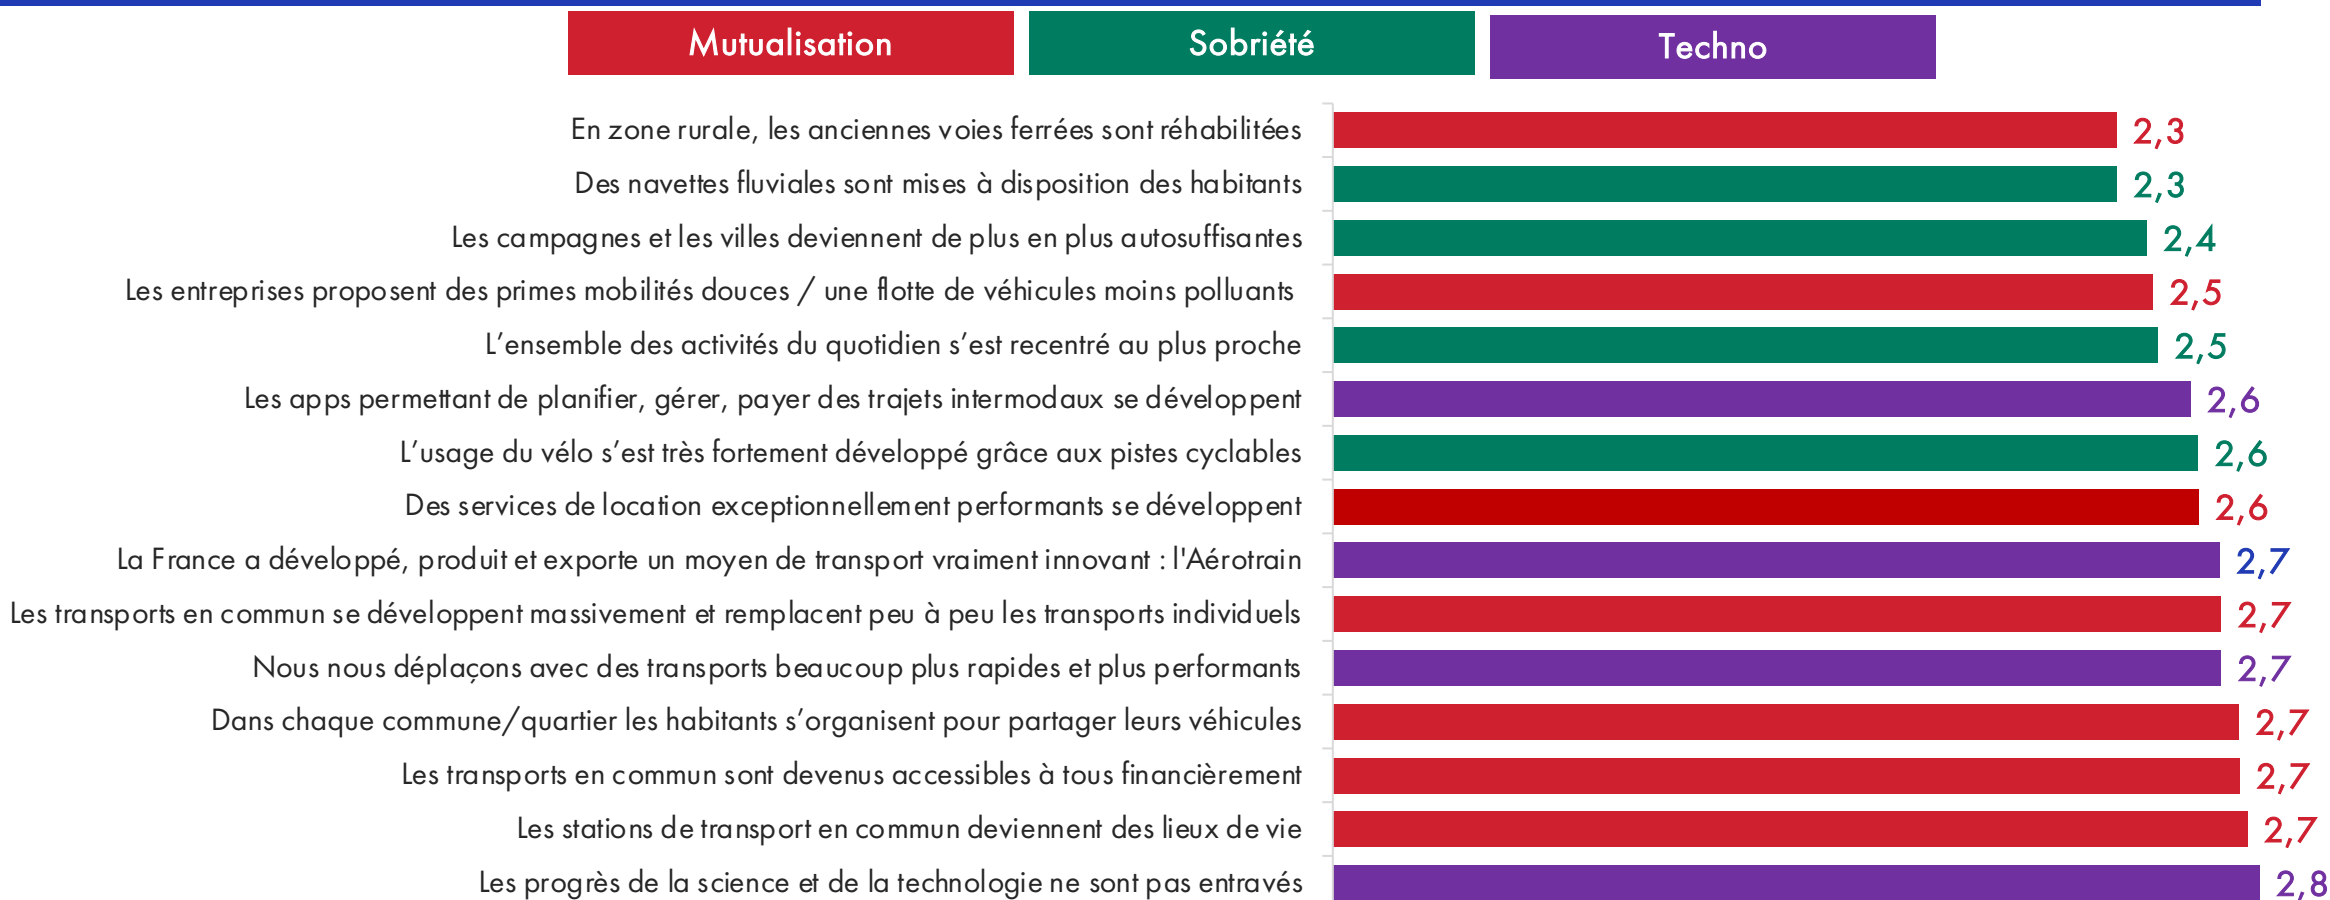 Mutualisation
Sobriété
Techno
En zone rurale, les anciennes voies ferrées sont réhabilitées 2,3
Des navettes fluviales sont mises à disposition des habitants 2,3
Les campagnes et les villes deviennent de plus en plus autosuffisantes 2,4
Les entreprises proposent des primes mobilités douces / une flotte de véhicules moins polluants 2,5
L’ensemble des activités du quotidien s’est recentré au plus proche 2,5
Les apps permettant de planifier, gérer, payer des trajets intermodaux se développent 2,6
L’usage du vélo s’est très fortement développé grâce aux pistes cyclables 2,6
Des services de location exceptionnellement performants se développent 2,6
La France a développé, produit et exporte un moyen de transport vraiment innovant : l'Aérotrain 2,7
Les transports en commun se développent massivement et remplacent peu à peu les transports individuels 2,7
Nous nous déplaçons avec des transports beaucoup plus rapides et plus performants 2,7
Dans chaque commune/quartier les habitants s’organisent pour partager leurs véhicules 2,7
Les transports en commun sont devenus accessibles à tous financièrement 2,7
Les stations de transport en commun deviennent des lieux de vie 2,7
Les progrès de la science et de la technologie ne sont pas entravés 2,8